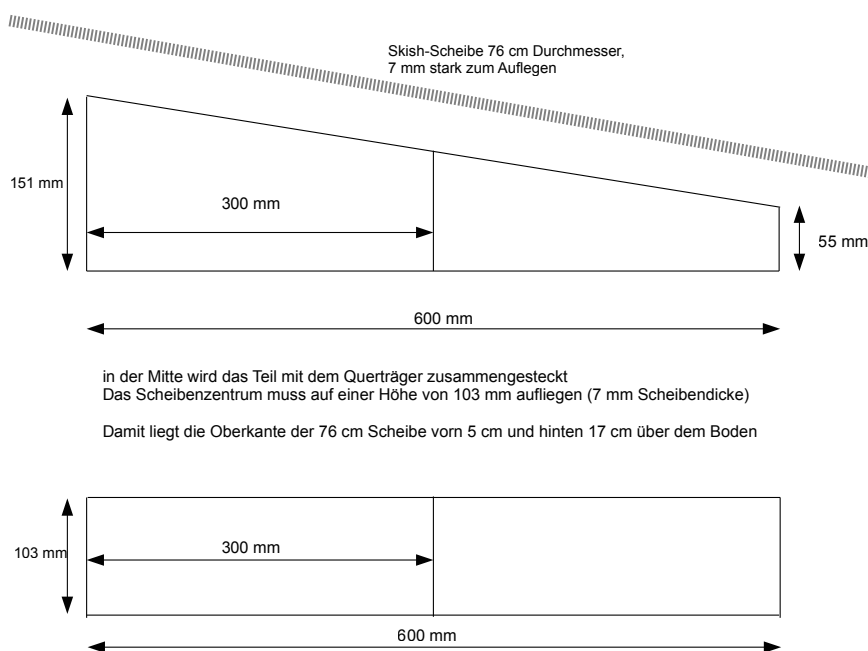 Skish-Scheibe 76 cm Durchmesser,
7 mm stark zum Auflegen
151 mm
300 mm
55 mm
600 mm
in der Mitte wird das Teil mit dem Querträger zusammengesteckt
Das Scheibenzentrum muss auf einer Höhe von 103 mm aufliegen (7 mm Scheibendicke)
Damit liegt die Oberkante der 76 cm Scheibe vorn 5 cm und hinten 17 cm über dem Boden
103 mm
300 mm
600 mm